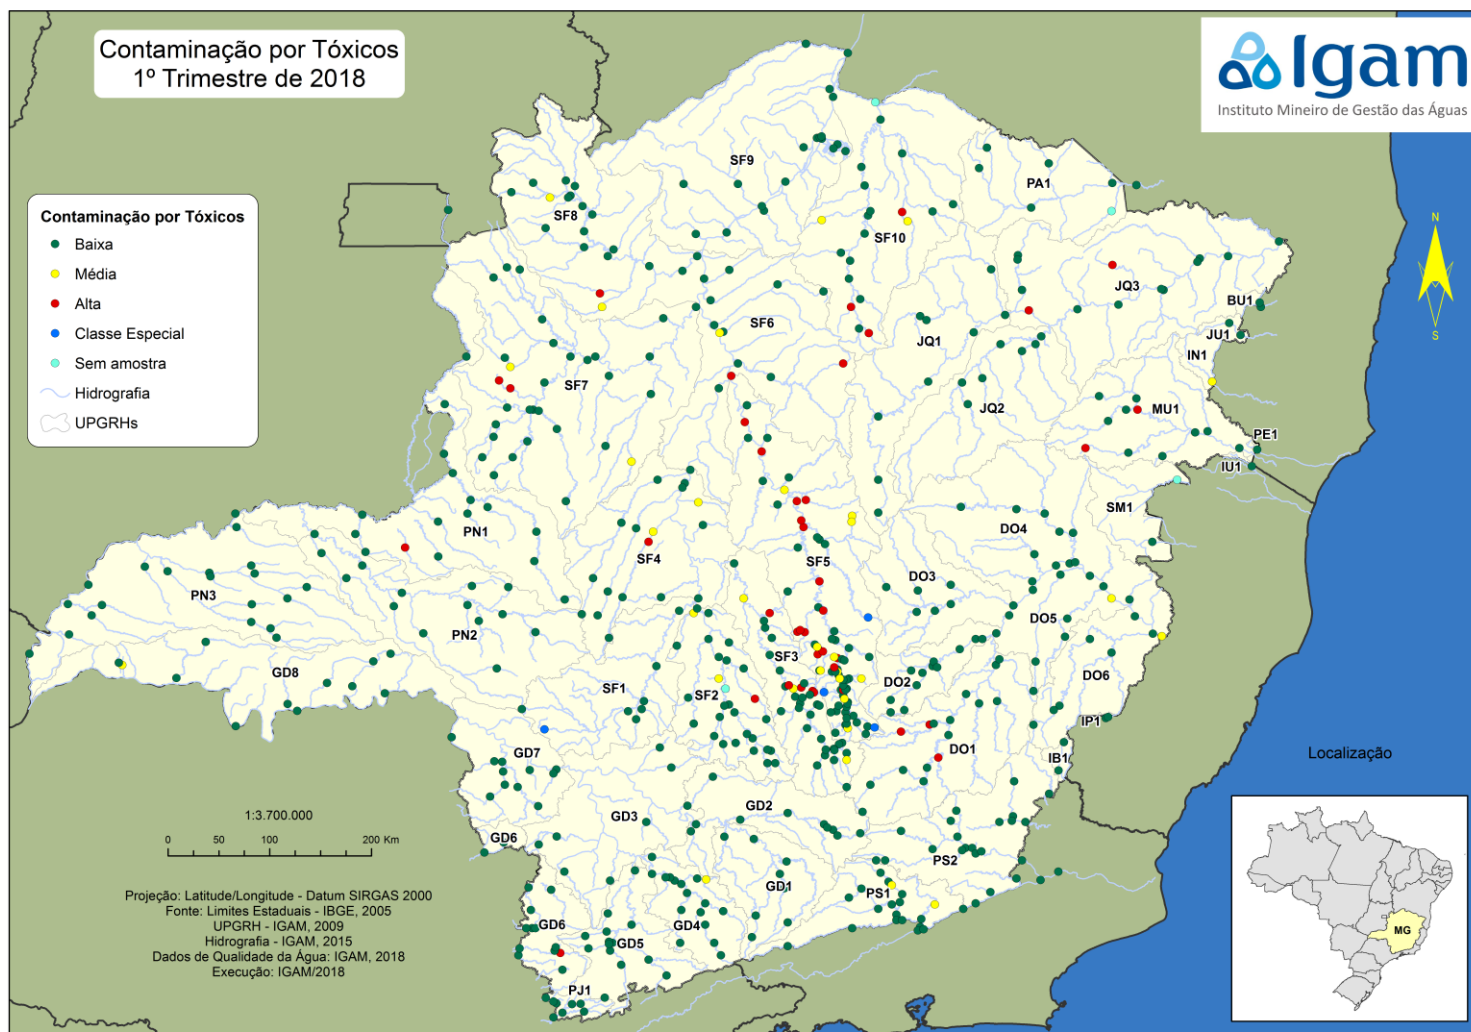 Contaminação por Tóxicos
1º Trimestre de 2018
Igam
Instituto Mineiro de Gestão das Águas
Contaminação por Tóxicos
Baixa
Média
Alta
Classe Especial
Sem amostra
Hidrografia
UPGRHs
N
S
SF9
PA1
SF8
SF10
JQ3
BU1
SF6
JU1
JQ1
IN1
SF7
JQ2
MU1
PE1
IU1
SM1
PN1
DO4
SF4
SF5
DO3
PN3
DO5
PN2
SF3
GD8
DO2
DO6
SF1
SF2
IP1
DO1
GD7
IB1
Localização
GD2
GD3
GD6
PS2
GD1
PS1
GD6
GD4
GD5
PJ1
MG
1:3.700.000
0 50 100 200 Km
Projeção: Latitude/Longitude - Datum SIRGAS 2000
Fonte: Limites Estaduais - IBGE, 2005
UPGRH - IGAM, 2009
Hidrografia - IGAM, 2015
Dados de Qualidade da Água: IGAM, 2018
Execução: IGAM/2018